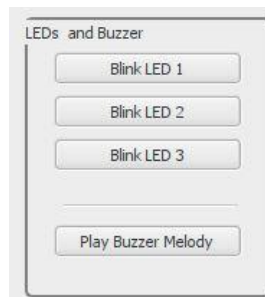 LEDs and Buzzer
Blink LED 1
Blink LED 2
Blink LED 3
Play Buzzer Melody